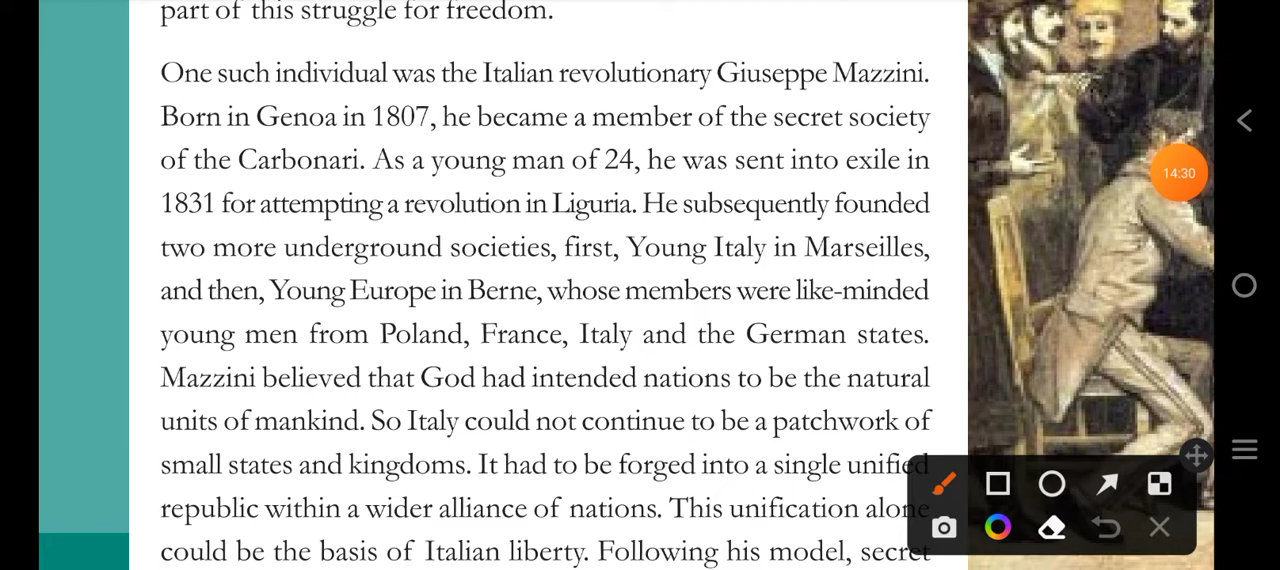 part of this struggle for freedom.
One such individual was the Italian revolutionary Giuseppe Mazzini.
Born in Genoa in 1807, he became a member of the secret society
of the Carbonari. As a young man of 24, he was sent into exile in
1831 for attempting a revolution in Liguria. He subsequently founded
two more underground societies, first, Young Italy in Marseilles,
and then, Young Europe in Berne, whose members were like-minded
young men from Poland, France, Italy and the German states.
Mazzini believed that God had intended nations to be the natural
units of mankind. So Italy could not continue to be a patchwork of
small states and kingdoms. It had to be forged into a single unified
republic within a wider alliance of nations. This unification alone
could be the basis of Italian liberty. Following his model, secret
14:30